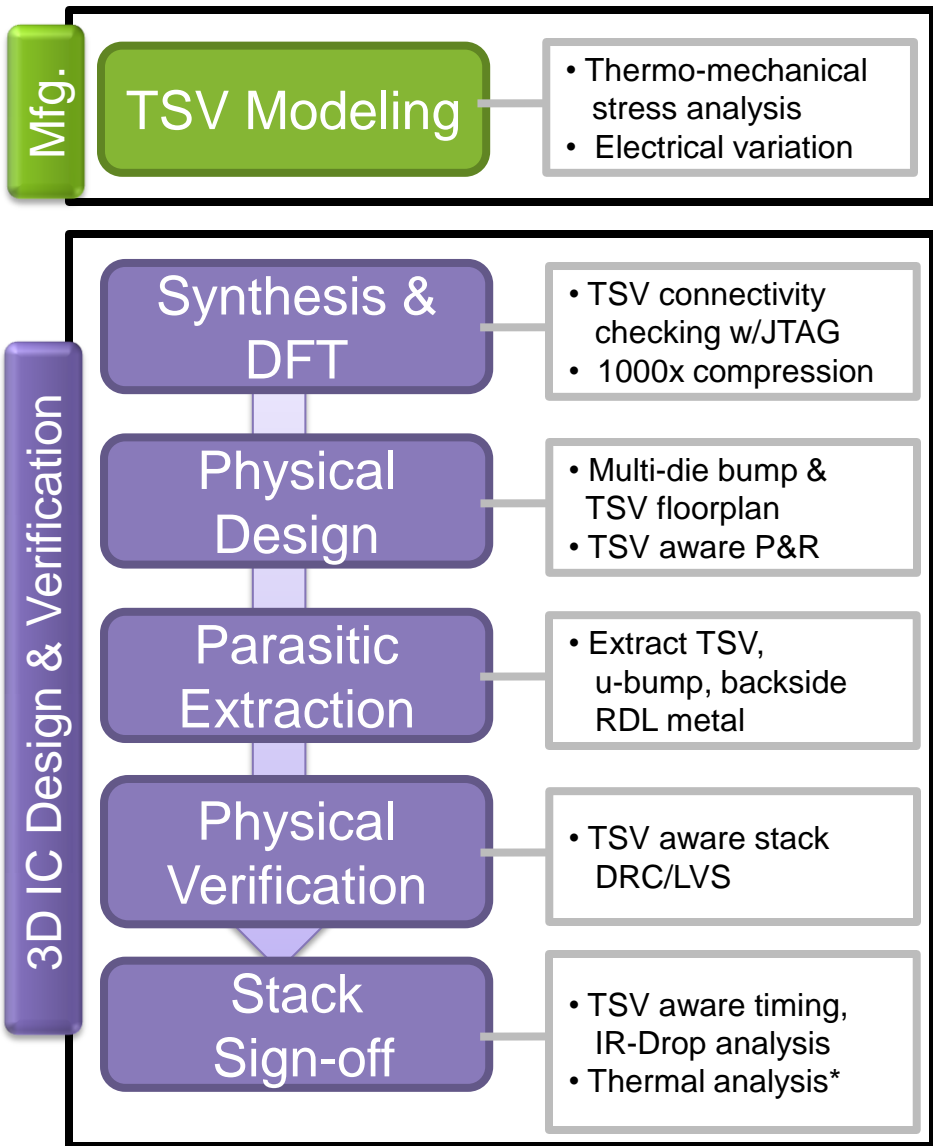 Mfg.
TSV Modeling
• Thermo-mechanical
stress analysis
• Electrical variation
3D IC Design & Verification
Synthesis &
DFT
• TSV connectivity
checking w/JTAG
• 1000x compression
Physical
Design
• Multi-die bump &
TSV floorplan
• TSV aware P&R
Parasitic
Extraction
• Extract TSV,
u-bump, backside
RDL metal
Physical
Verification
• TSV aware stack
DRC/LVS
Stack
Sign-off
• TSV aware timing,
IR-Drop analysis
• Thermal analysis*